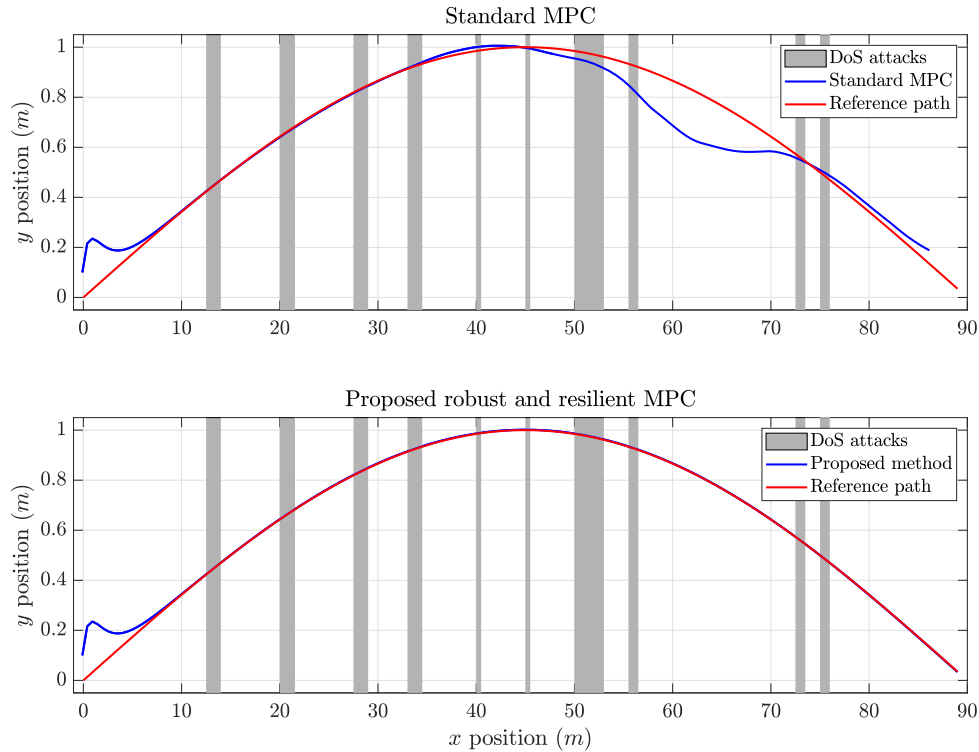 Standard MPC
DoS attacks
Standard MPC
Reference path
y position (m)
1
0.8
0.6
0.4
0.2
0
0 10 20 30 40 50 60 70 80 90
Proposed robust and resilient MPC
DoS attacks
Proposed method
Reference path
y position (m)
1
0.8
0.6
0.4
0.2
0
0 10 20 30 40 50 60 70 80 90
x position (m)